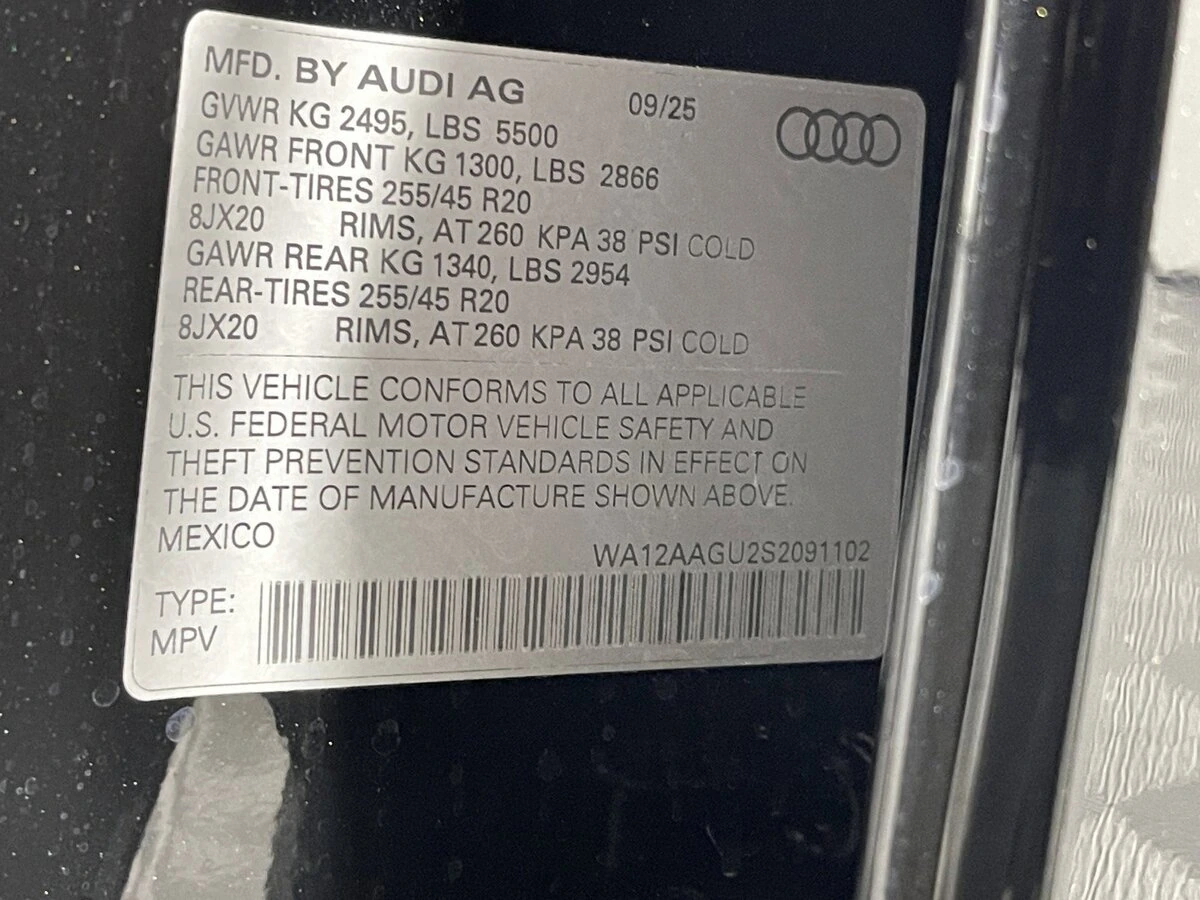 MFD. BY AUDI AG 09/25
GVWR KG 2495, LBS 5500
GAWR FRONT KG 1300, LBS 2866
FRONT-TIRES 255/45 R20
8JX20 RIMS, AT 260 KPA 38 PSI COLD
GAWR REAR KG 1340, LBS 2954
REAR-TIRES 255/45 R20
8JX20 RIMS, AT 260 KPA 38 PSI COLD
THIS VEHICLE CONFORMS TO ALL APPLICABLE
U.S. FEDERAL MOTOR VEHICLE SAFETY AND
THEFT PREVENTION STANDARDS IN EFFECT ON
THE DATE OF MANUFACTURE SHOWN ABOVE.
MEXICO
WA12AAGU2S2091102
TYPE:
MPV